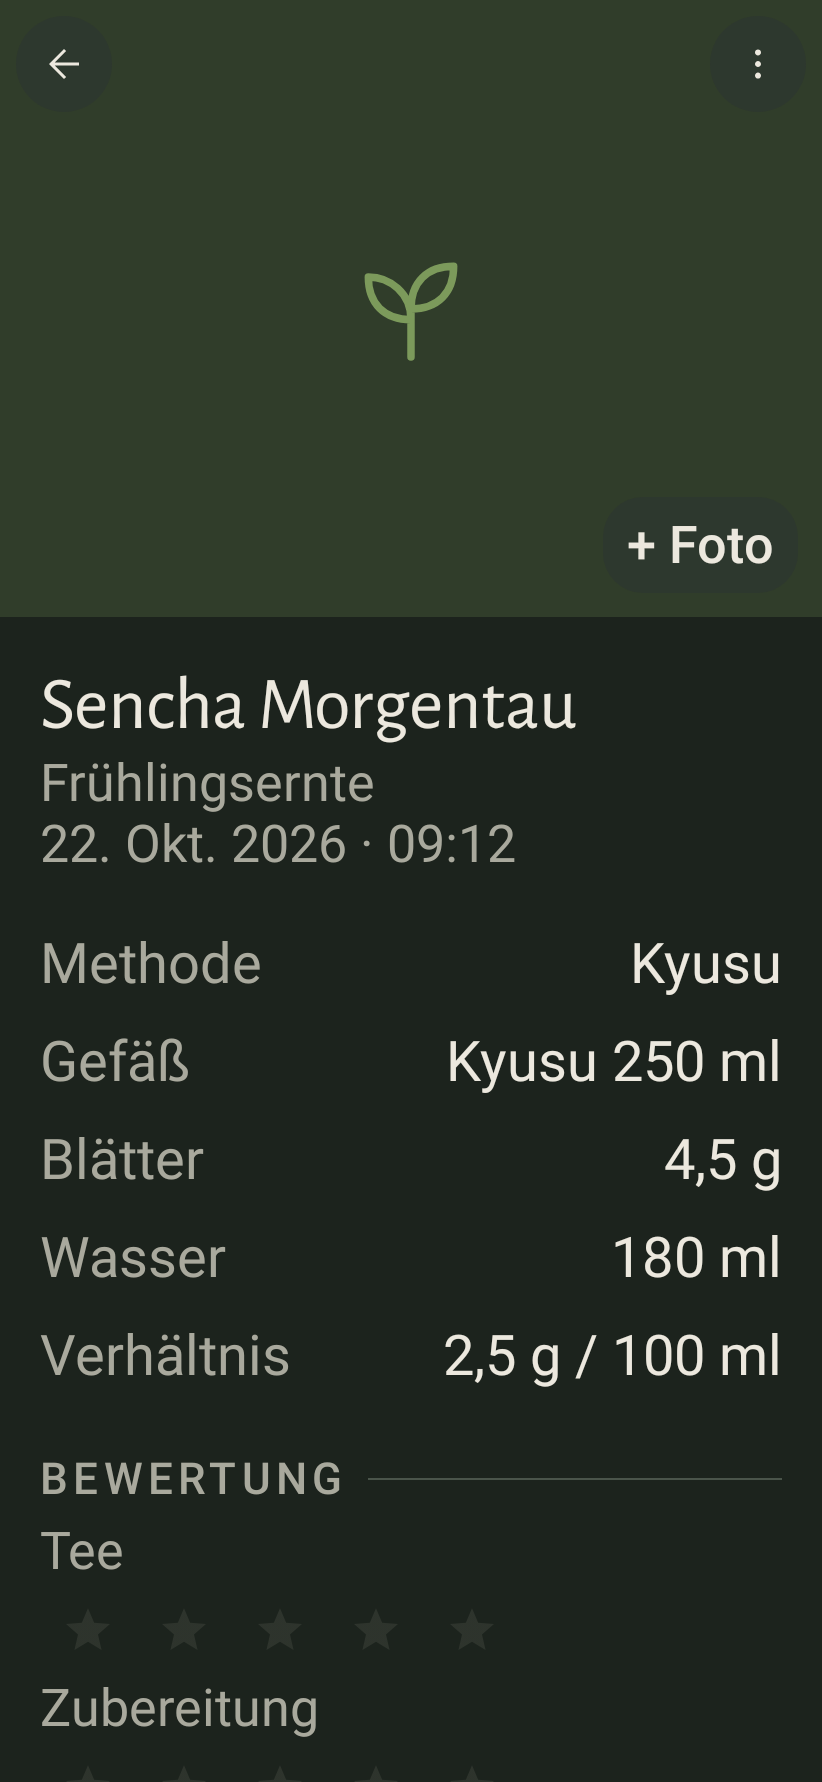 + Foto
Sencha Morgentau
Frühlingsernte
22. Okt. 2026 · 09:12
Methode Kyusu
Gefäß Kyusu 250 ml
Blätter 4,5 g
Wasser 180 ml
Verhältnis 2,5 g / 100 ml
BEWERTUNG
Tee
Zubereitung